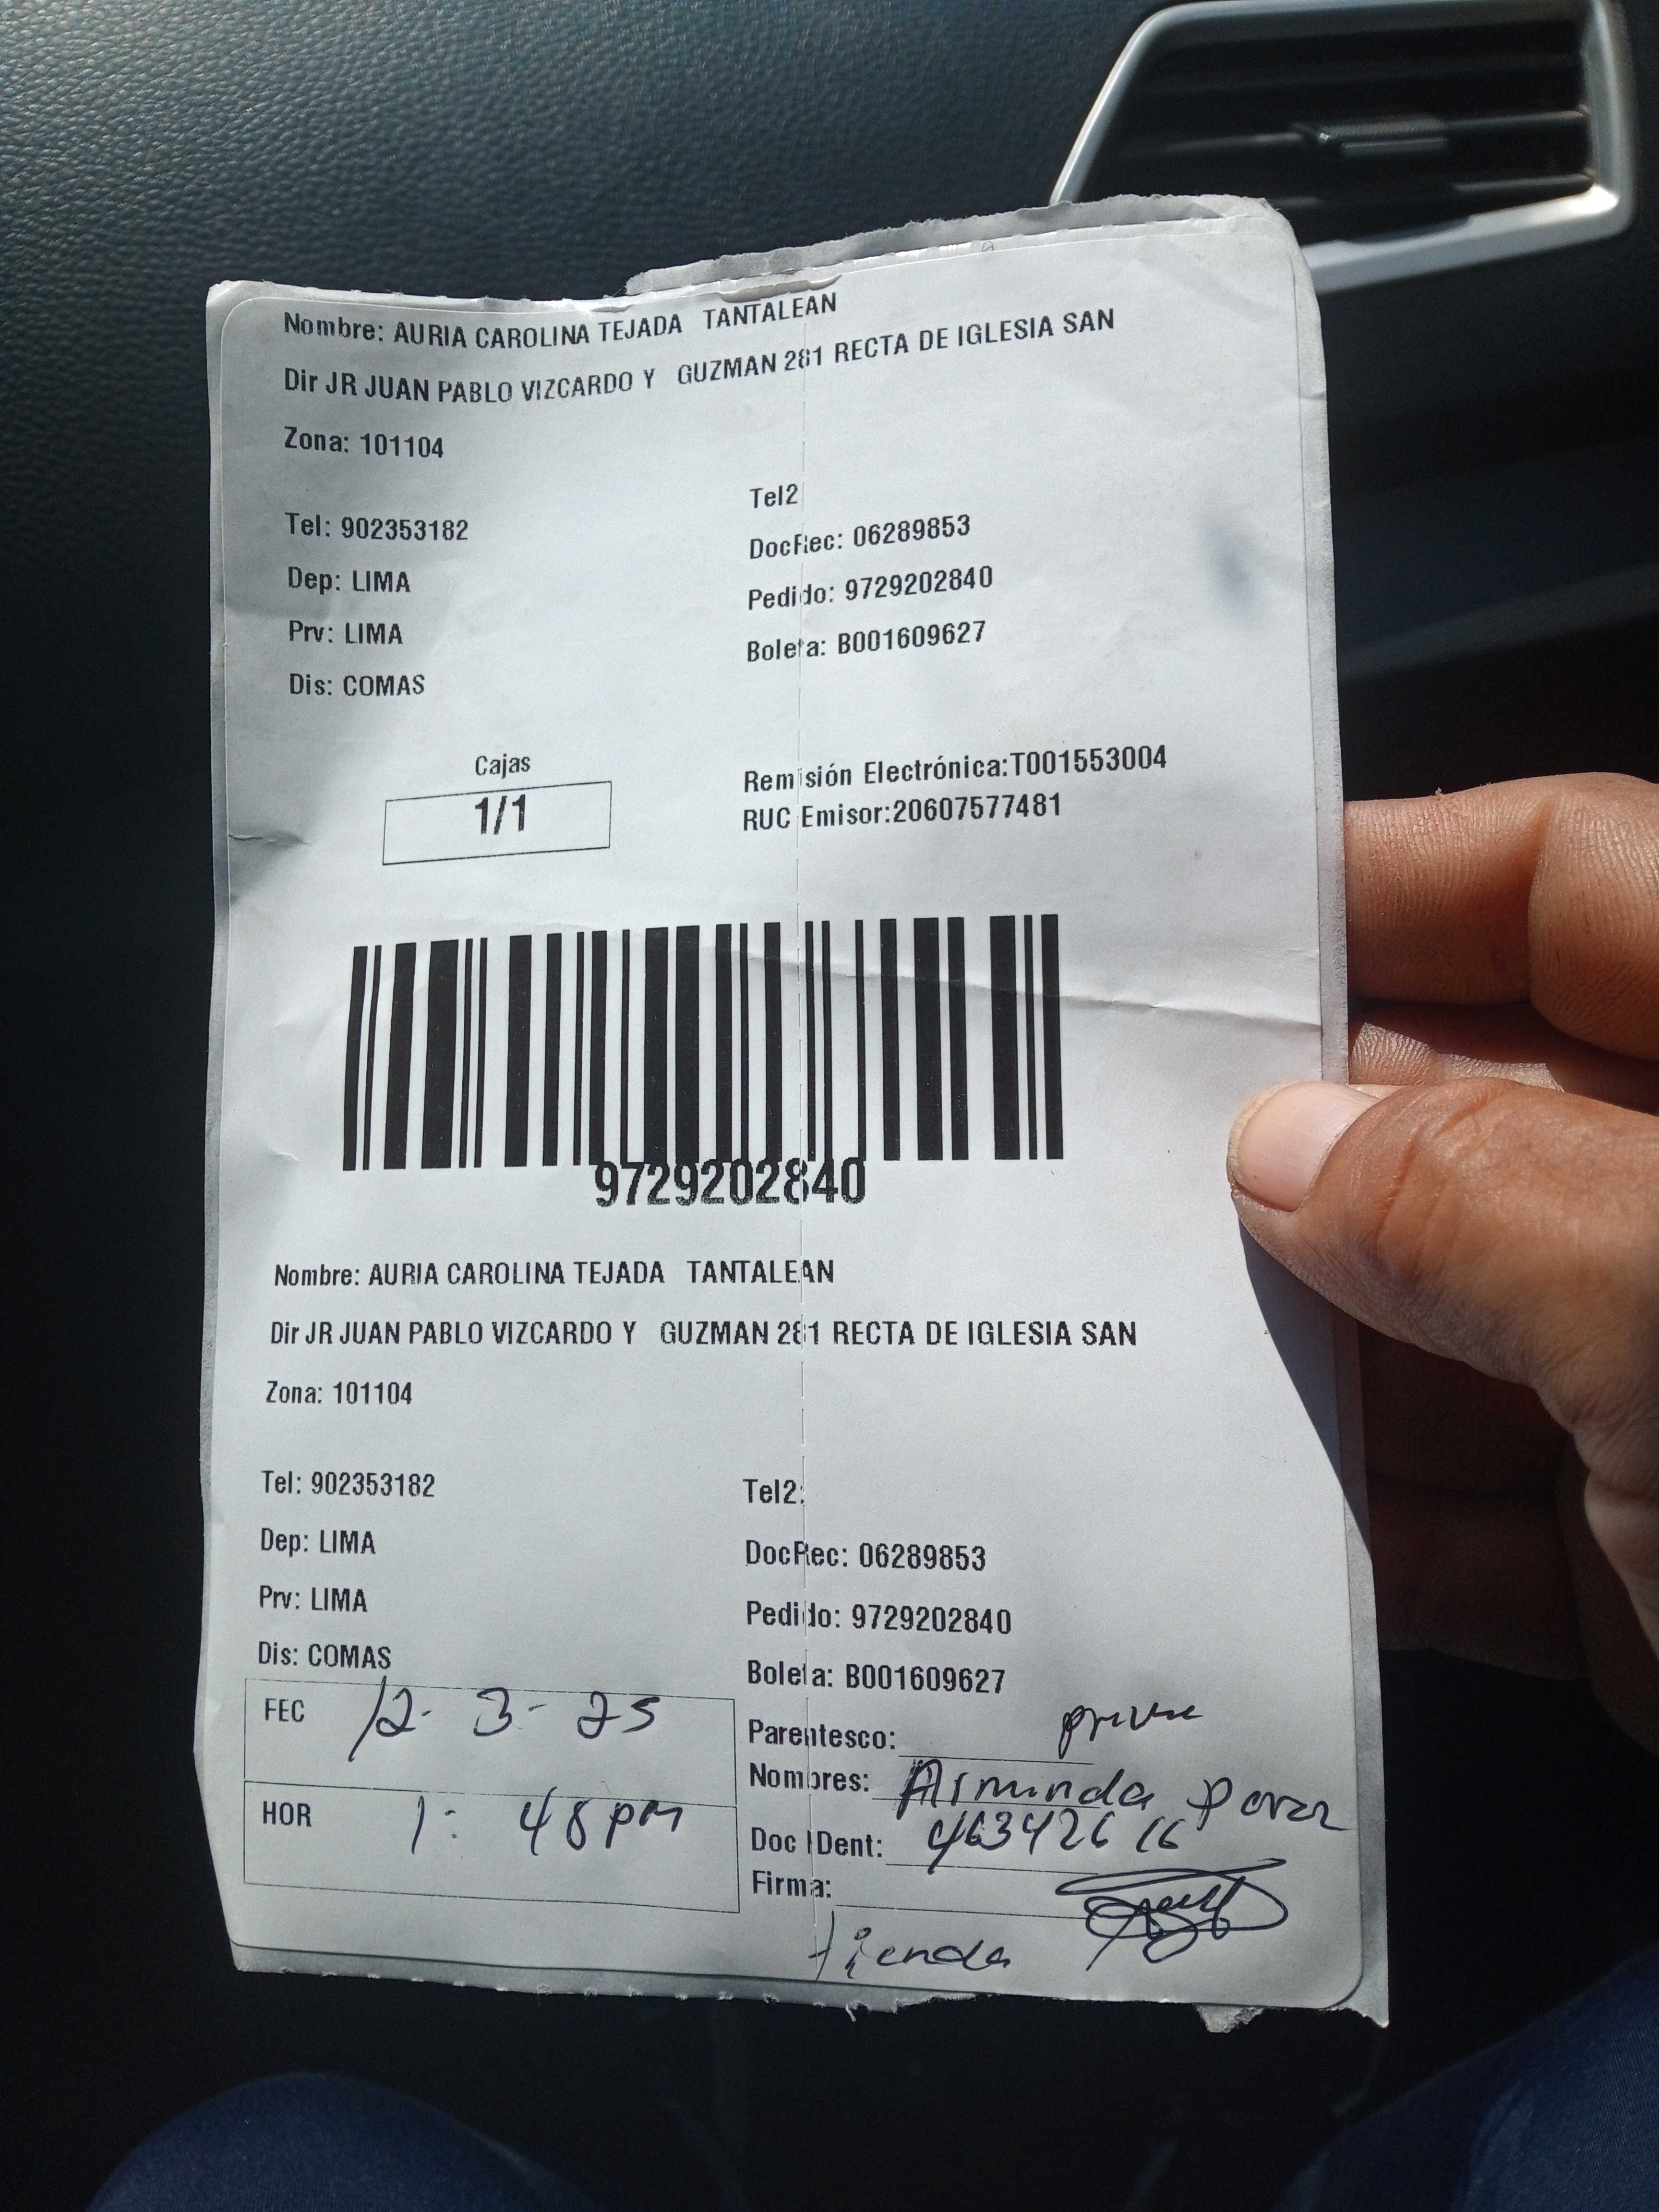 Nombre: AURIA CAROLINA TEJADA TANTALEAN
Dir JR JUAN PABLO VIZCARDO Y GUZMAN 281 RECTA DE IGLESIA SAN
Zona: 101104
Tel2
Tel: 902353182
DocRec: 06289853
Dep: LIMA
Pedido: 9729202840
Prv: LIMA
Boleta: B001609627
Dis: COMAS
Cajas
1/1
Remisión Electrónica:T001553004
RUC Emisor:20607577481
9729202840
Nombre: AURIA CAROLINA TEJADA TANTALEAN
Dir JR JUAN PABLO VIZCARDO Y GUZMAN 281 RECTA DE IGLESIA SAN
Zona: 101104
Tel: 902353182
Tel2:
Dep: LIMA
DocRec: 06289853
Prv: LIMA
Pedido: 9729202840
Dis: COMAS
Boleta: B001609627
FEC 12-3-25
Parentesco:
Nombres: Arminda
HOR 1:48 pm
Doc IDent: 46342616
Firma:
tienda